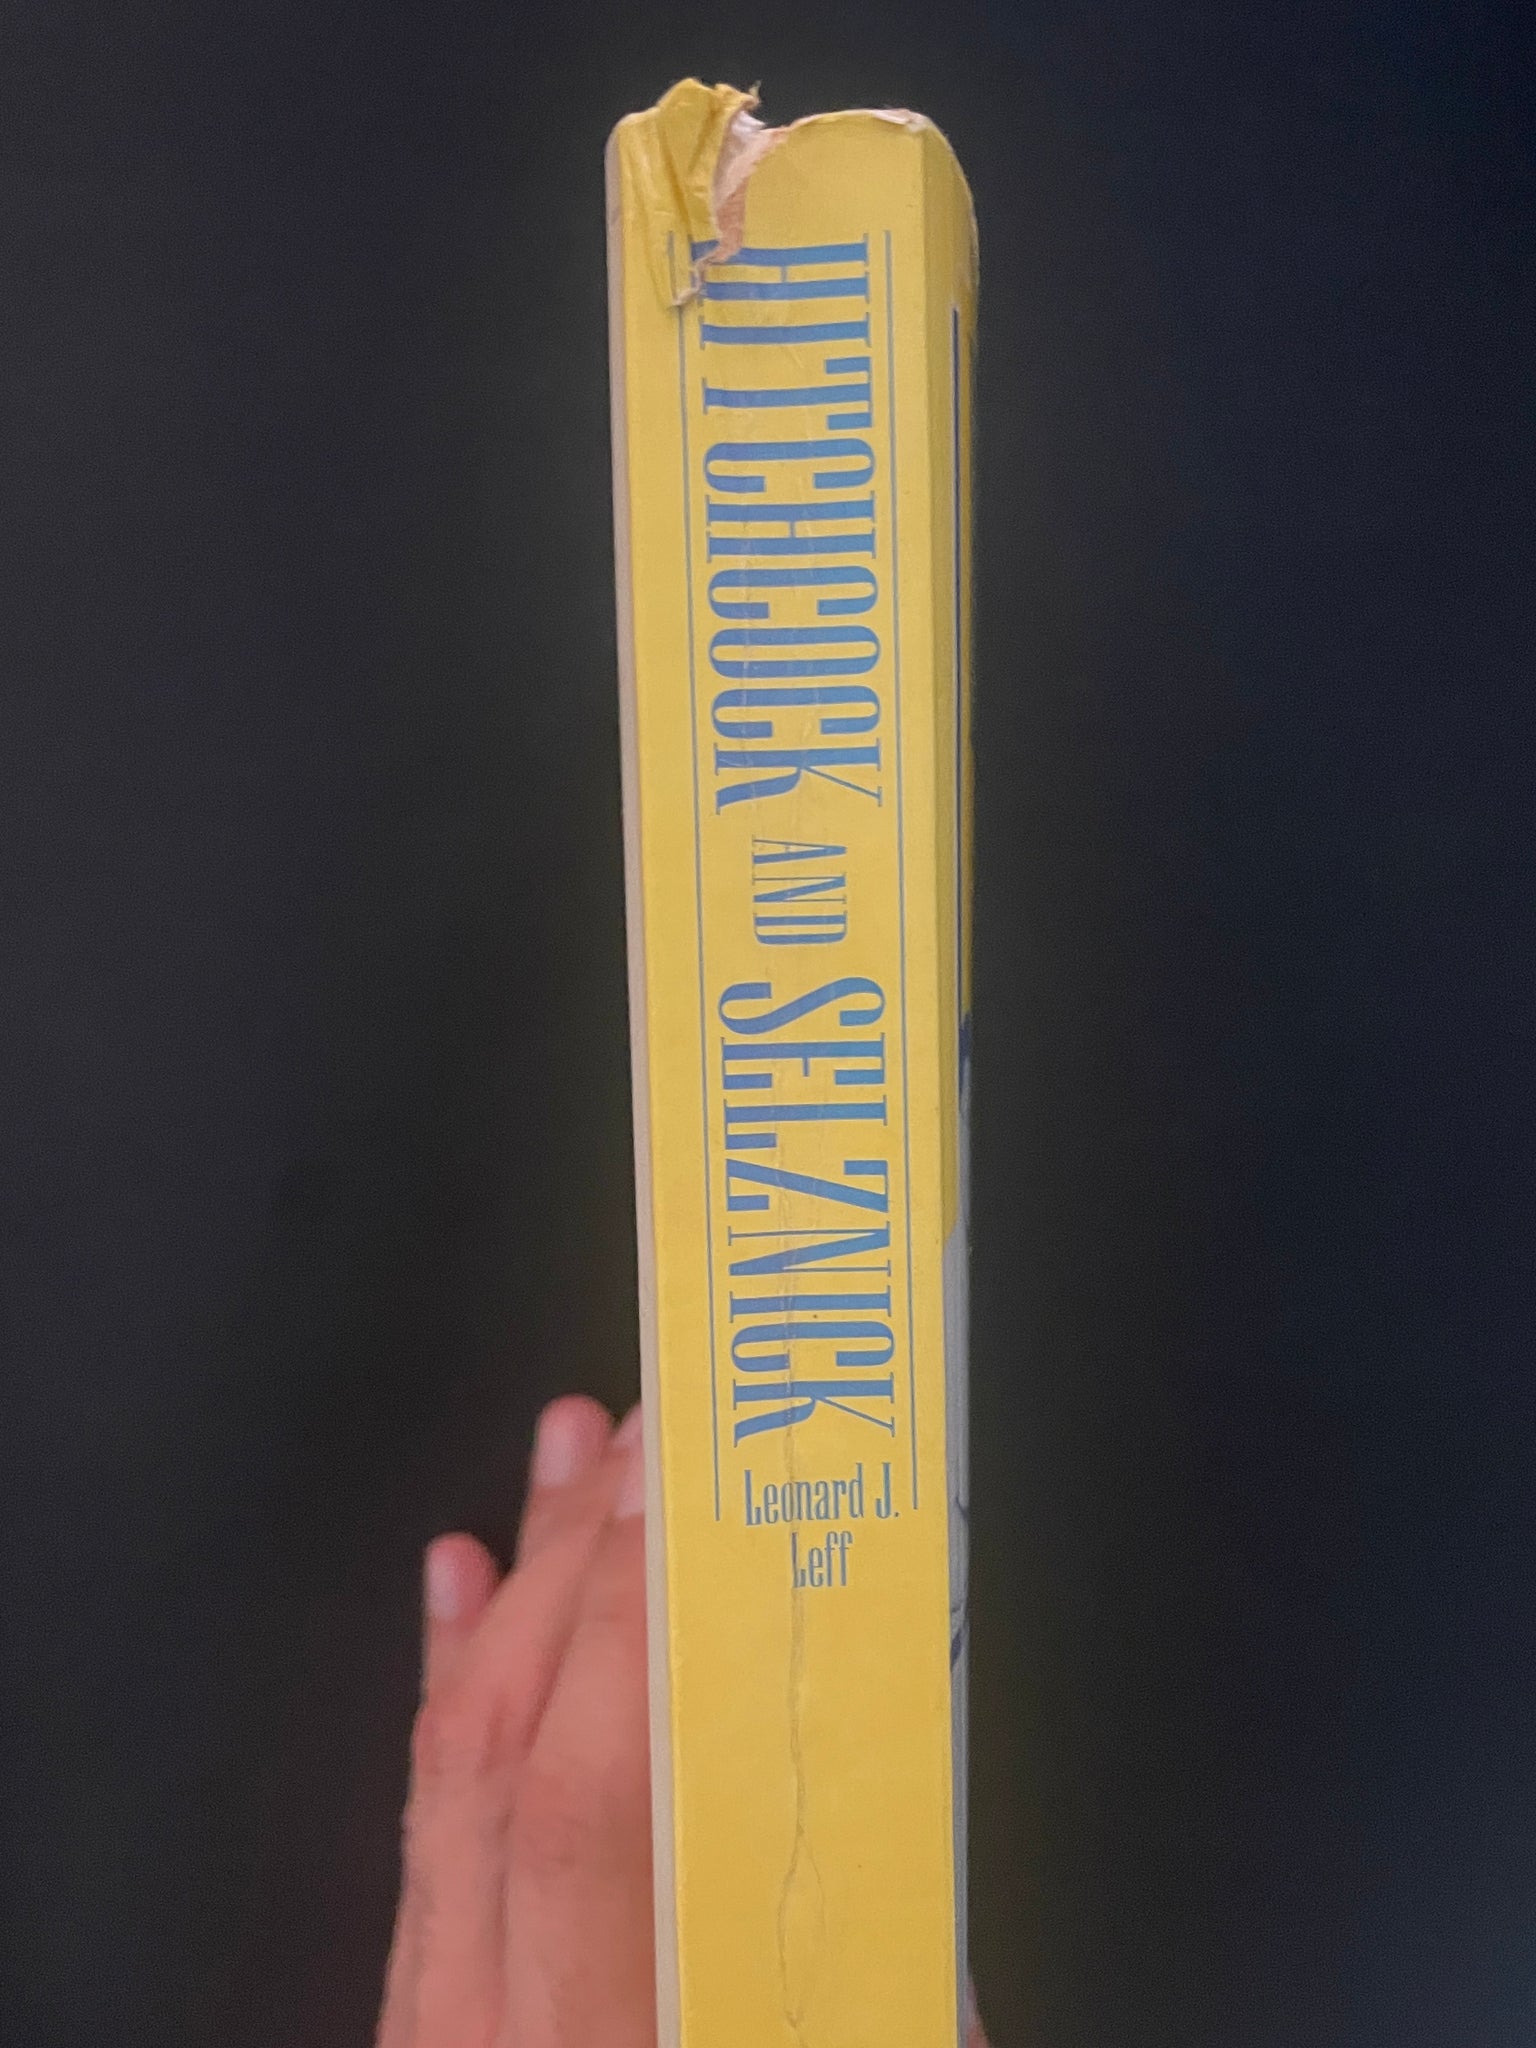 HITCHCOCK AND SELZNICK
Leonard J.
Leff